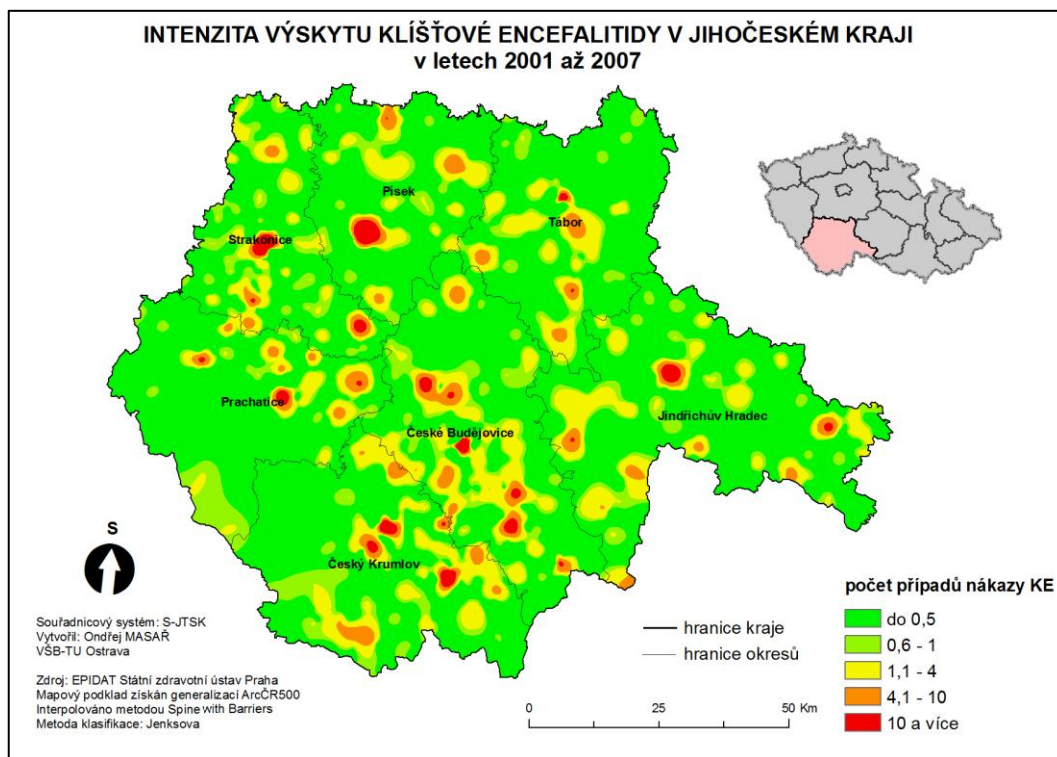 INTENZITA VÝSKYTU KLÍŠŤOVÉ ENCEFALITIDY V JIHOČESKÉM KRAJI
v letech 2001 až 2007
Písek
Tábor
Strakonice
Prachatice
Jindřichův Hradec
České Budějovice
Český Krumlov
S
Souřadnicový systém: S-JTSK
Vytvořil: Ondřej MASAŘ
VŠB-TU Ostrava
Zdroj: EPIDAT Státní zdravotní ústav Praha
Mapový podklad získán generalizací ArcČR500
Interpolováno metodou Spine with Barriers
Metoda klasifikace: Jenksova
hranice kraje
hranice okresů
0 25 50 Km
počet případů nákazy KE
do 0,5
0,6 - 1
1,1 - 4
4,1 - 10
10 a více